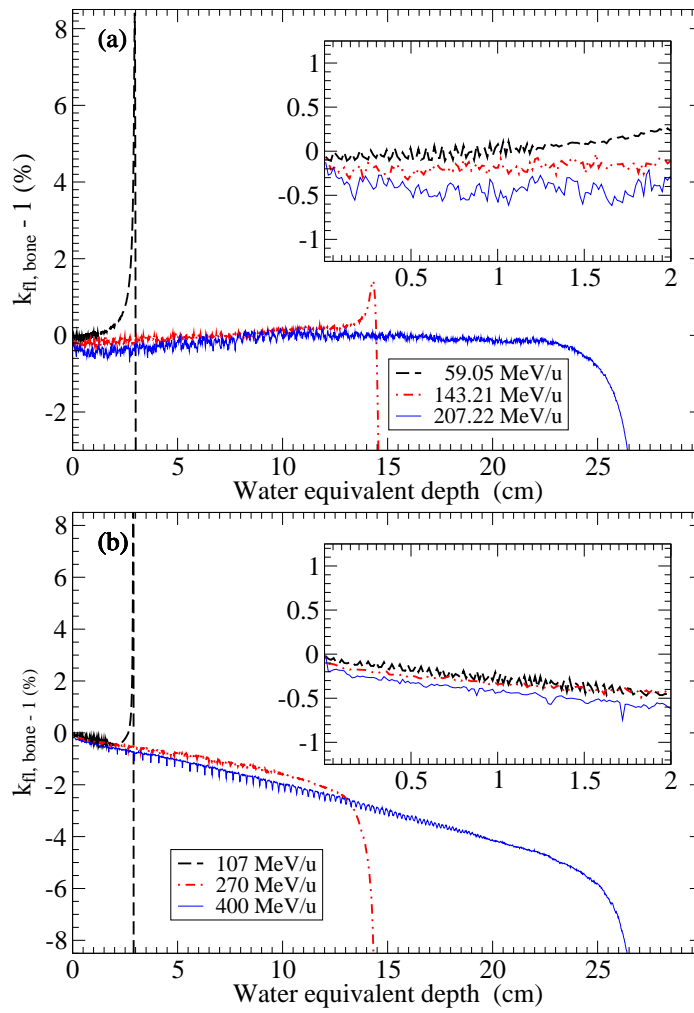 (a)
k_fl, bone - 1 (%)
8
6
4
2
0
-2
1
0.5
0
-0.5
-1
0.5 1 1.5 2
59.05 MeV/u
143.21 MeV/u
207.22 MeV/u
0 5 10 15 20 25
Water equivalent depth (cm)
(b)
k_fl, bone - 1 (%)
8
6
4
2
0
-2
-4
-6
-8
1
0.5
0
-0.5
-1
0.5 1 1.5 2
107 MeV/u
270 MeV/u
400 MeV/u
0 5 10 15 20 25
Water equivalent depth (cm)